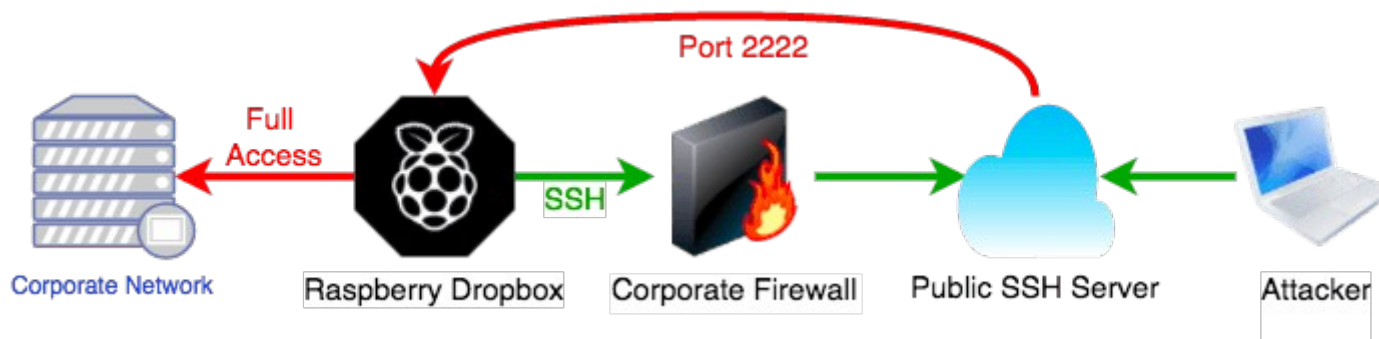 Port 2222
Full
Access
SSH
Corporate Network
Raspberry Dropbox
Corporate Firewall
Public SSH Server
Attacker